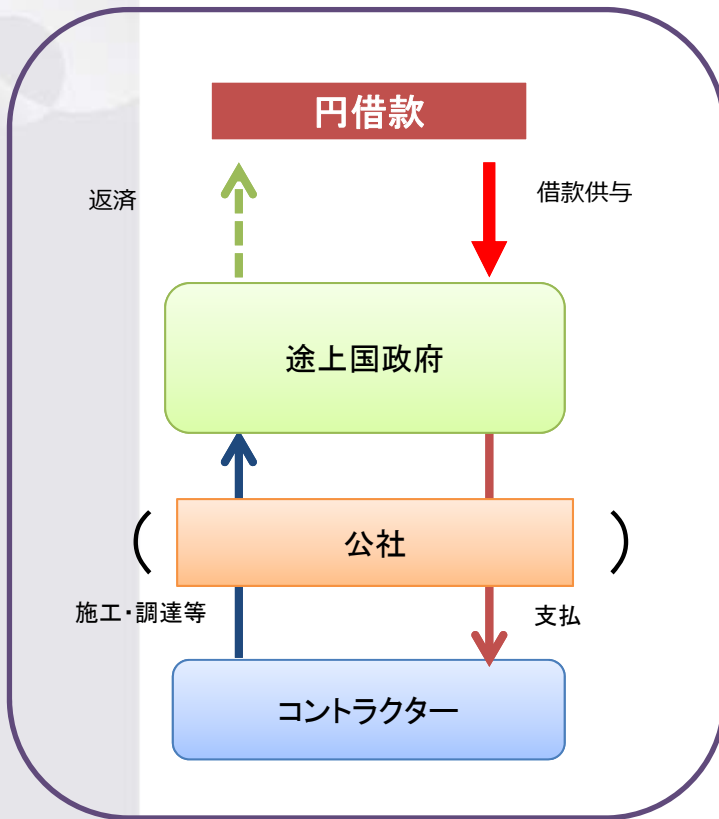 円借款
返済
借款供与
途上国政府
(
公社
)
施工・調達等
支払
コントラクター